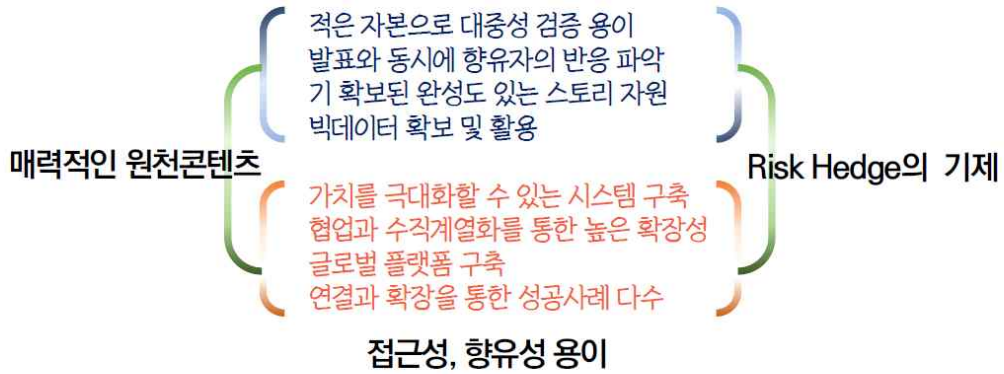 적은 자본으로 대중성 검증 용이
발표와 동시에 향유자의 반응 파악
기 확보된 완성도 있는 스토리 자원
빅데이터 확보 및 활용
매력적인 원천콘텐츠
Risk Hedge의 기제
가치를 극대화할 수 있는 시스템 구축
협업과 수직계열화를 통한 높은 확장성
글로벌 플랫폼 구축
연결과 확장을 통한 성공사례 다수
접근성, 향유성 용이